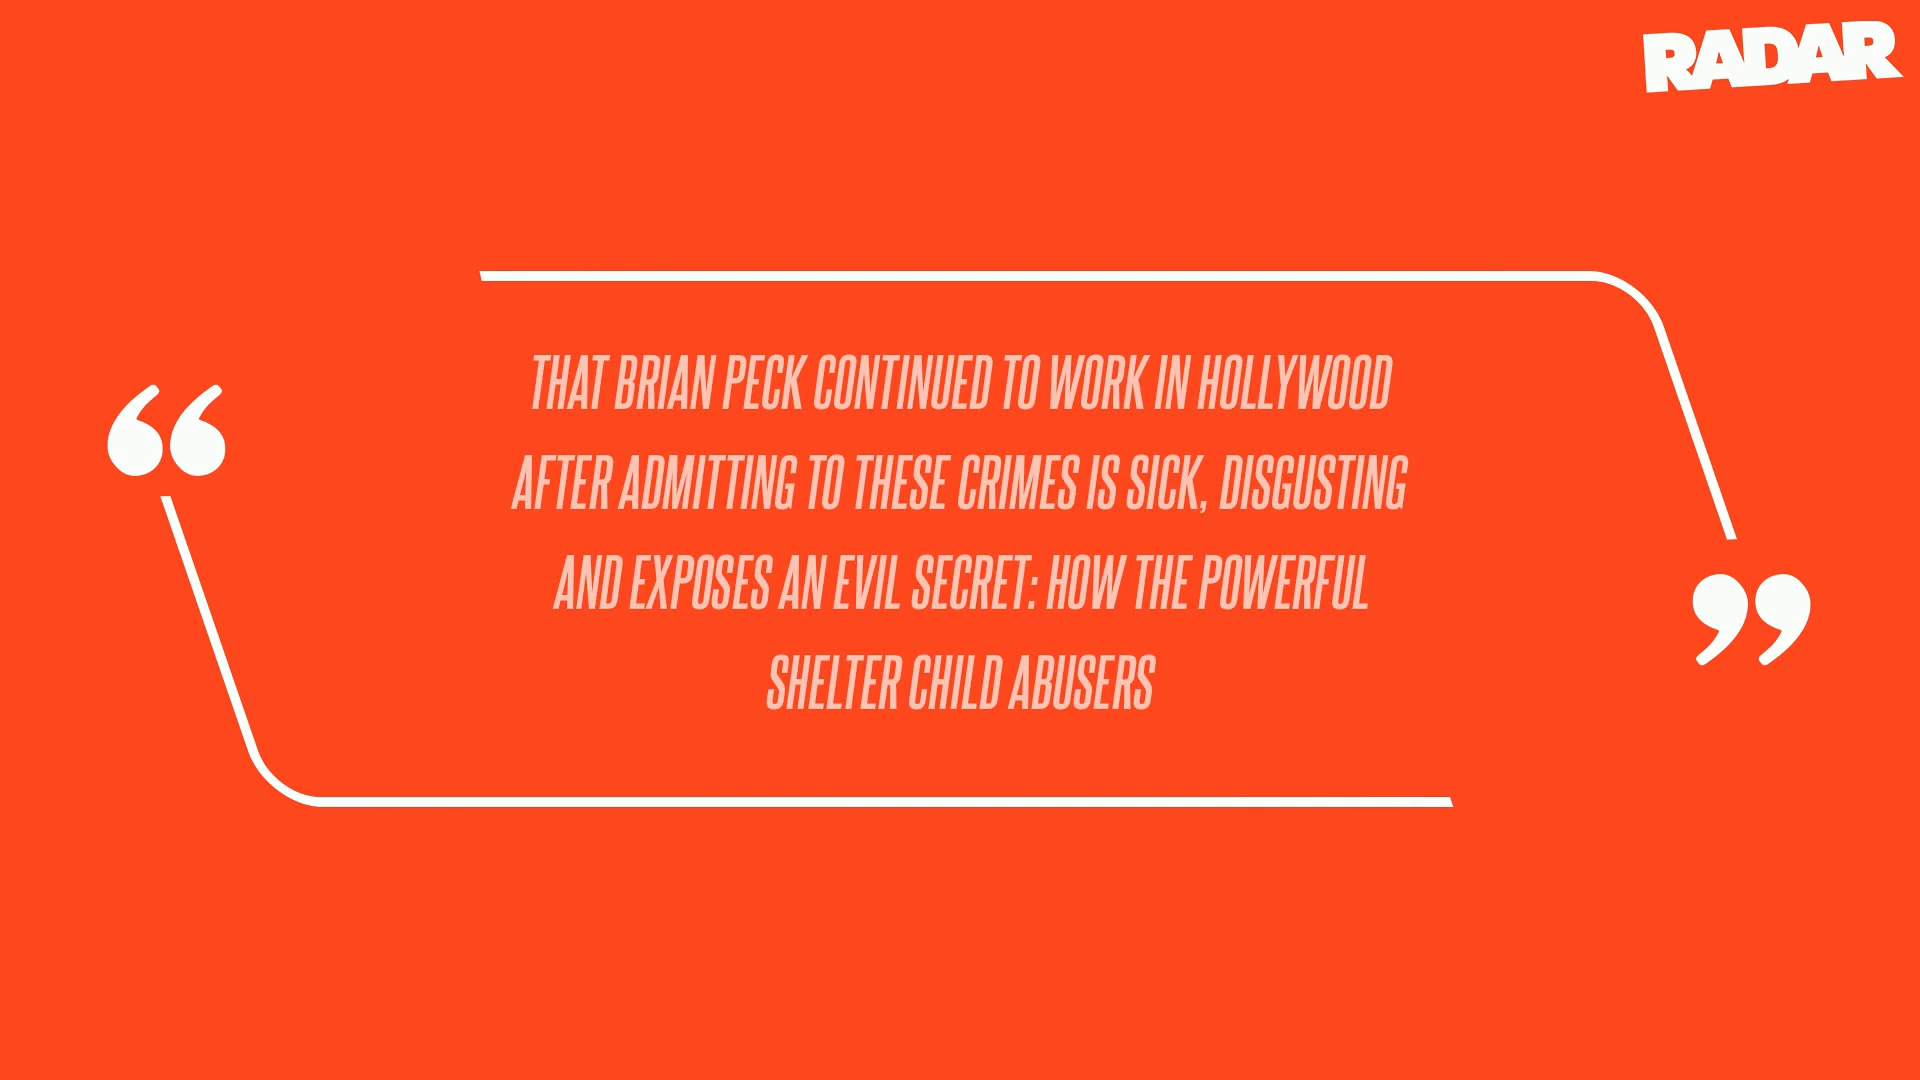 RADAR
“
THAT BRIAN PECK CONTINUED TO WORK IN HOLLYWOOD
AFTER ADMITTING TO THESE CRIMES IS SICK, DISGUSTING
AND EXPOSES AN EVIL SECRET: HOW THE POWERFUL
SHELTER CHILD ABUSERS
”